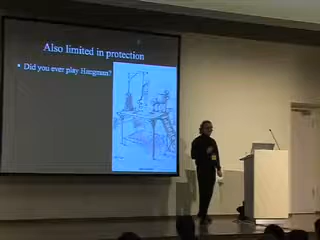 Also limited in protection
• Did you ever play Hangman?